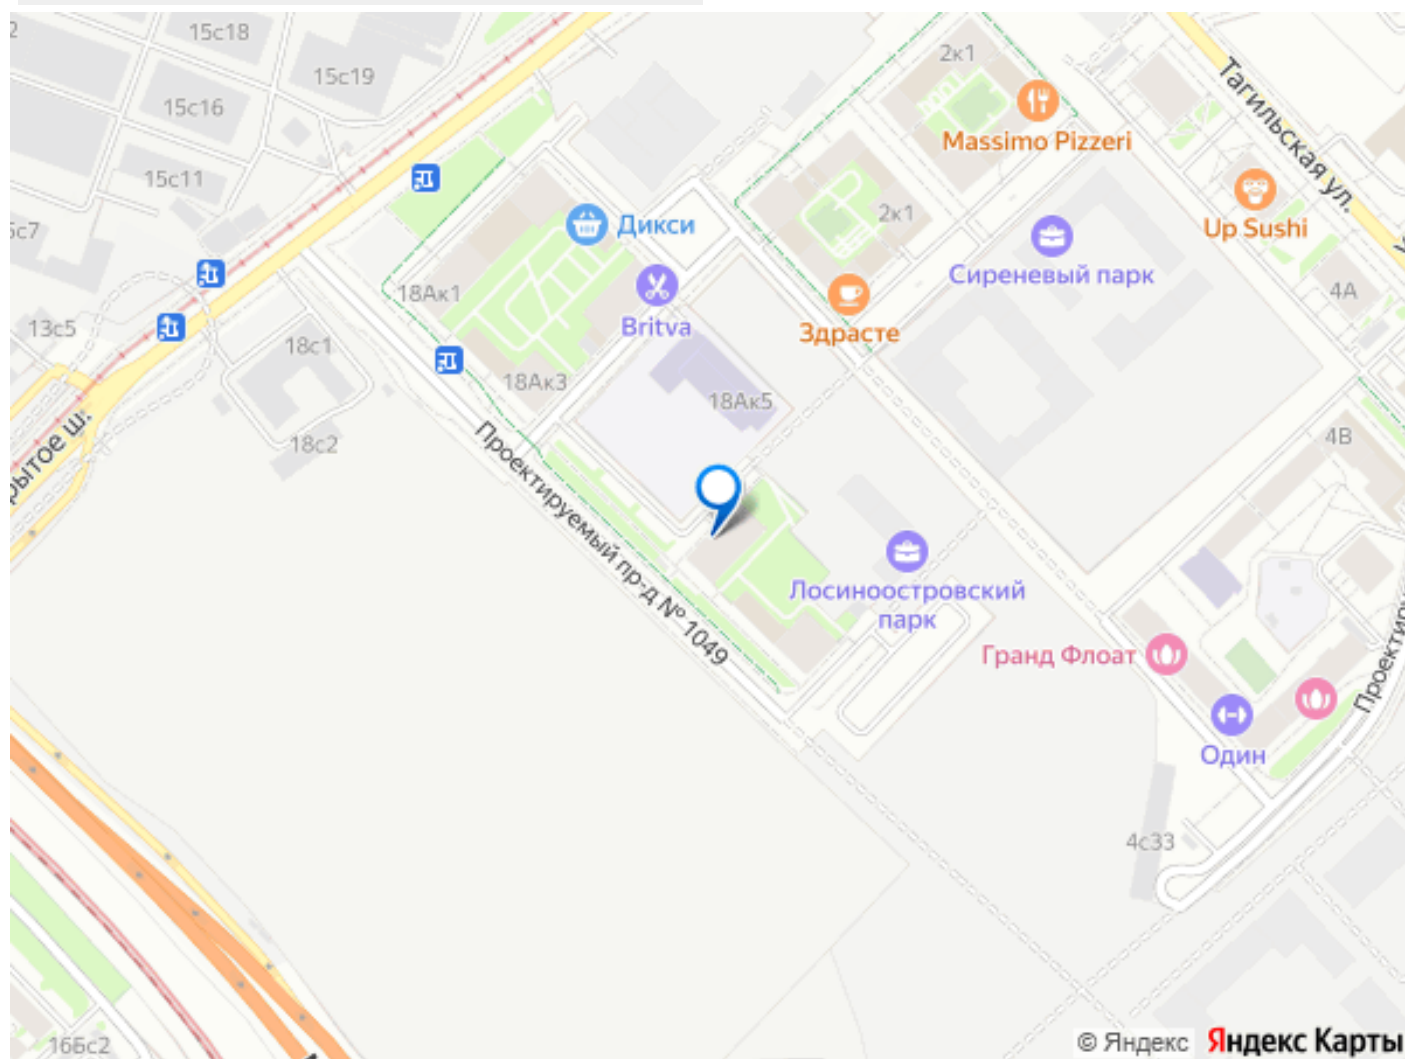 2
15с18
15с19
15с16
15с11
2к1
Massimo Pizzeri
Тагильская ул.
Up Sushi
Дикси
2к1
Сиреневый парк
4А
18Ак1
Britva
Здрасте
13с5
18с1
18Ак3
18Ак5
18с2
рытое ш.
4В
Проектируемый пр-д № 1049
Лосиноостровский
парк
Гранд Флоат
Один
4с33
16Бс2
© Яндекс
Яндекс Карты